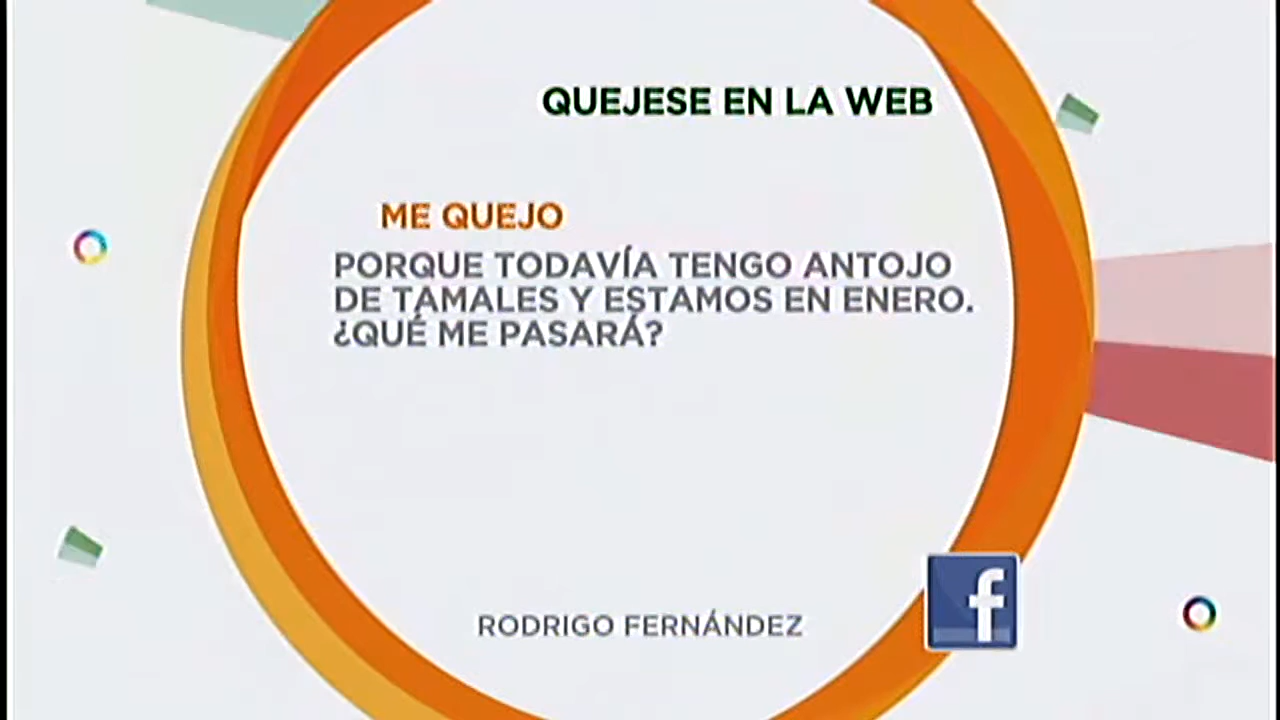 QUEJESE EN LA WEB
ME QUEJO
PORQUE TODAVÍA TENGO ANTOJO
DE TAMALES Y ESTAMOS EN ENERO.
¿QUÉ ME PASARÁ?
RODRIGO FERNÁNDEZ
f